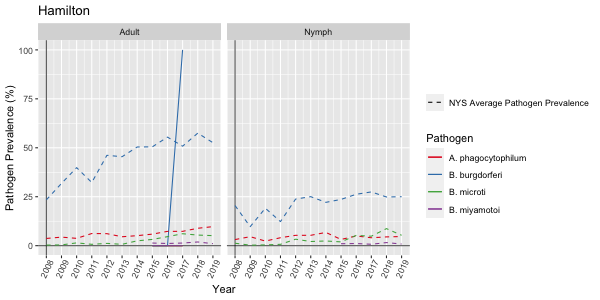 Hamilton
Adult
Nymph
Pathogen Prevalence (%)
100
75
50
25
0
2008 2009 2010 2011 2012 2013 2014 2015 2016 2017 2018 2019
2008 2009 2010 2011 2012 2013 2014 2015 2016 2017 2018 2019
Year
NYS Average Pathogen Prevalence
Pathogen
A. phagocytophilum
B. burgdorferi
B. microti
B. miyamotoi